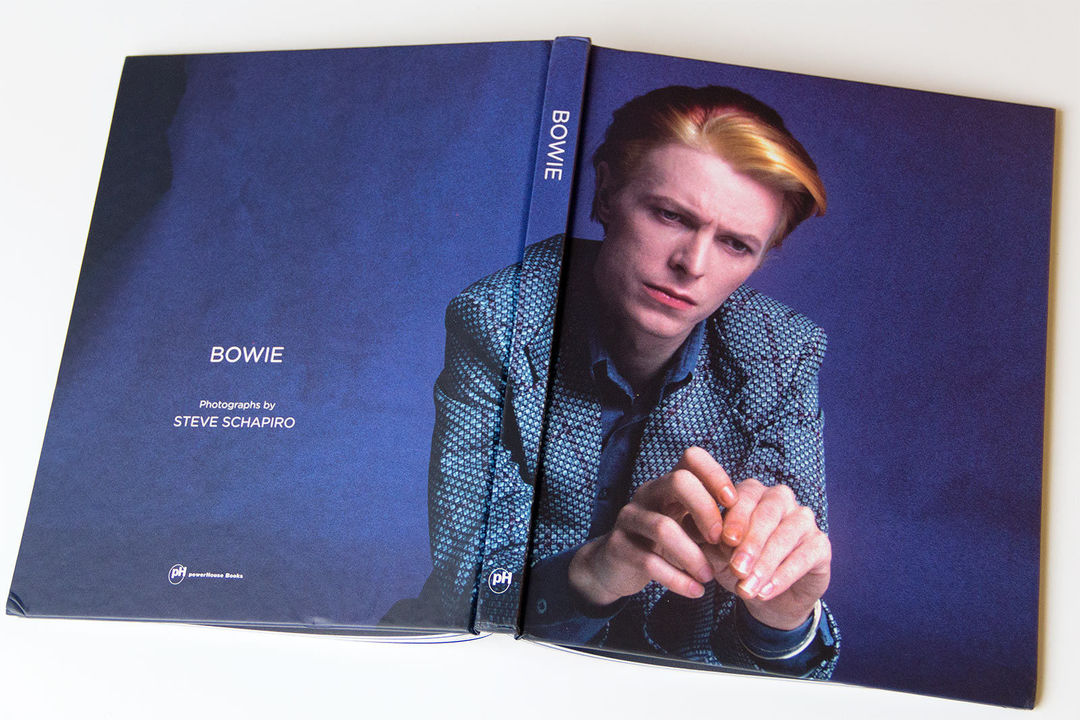 BOWIE
Photographs by
STEVE SCHAPIRO
pH powerHouse Books
BOWIE
pH